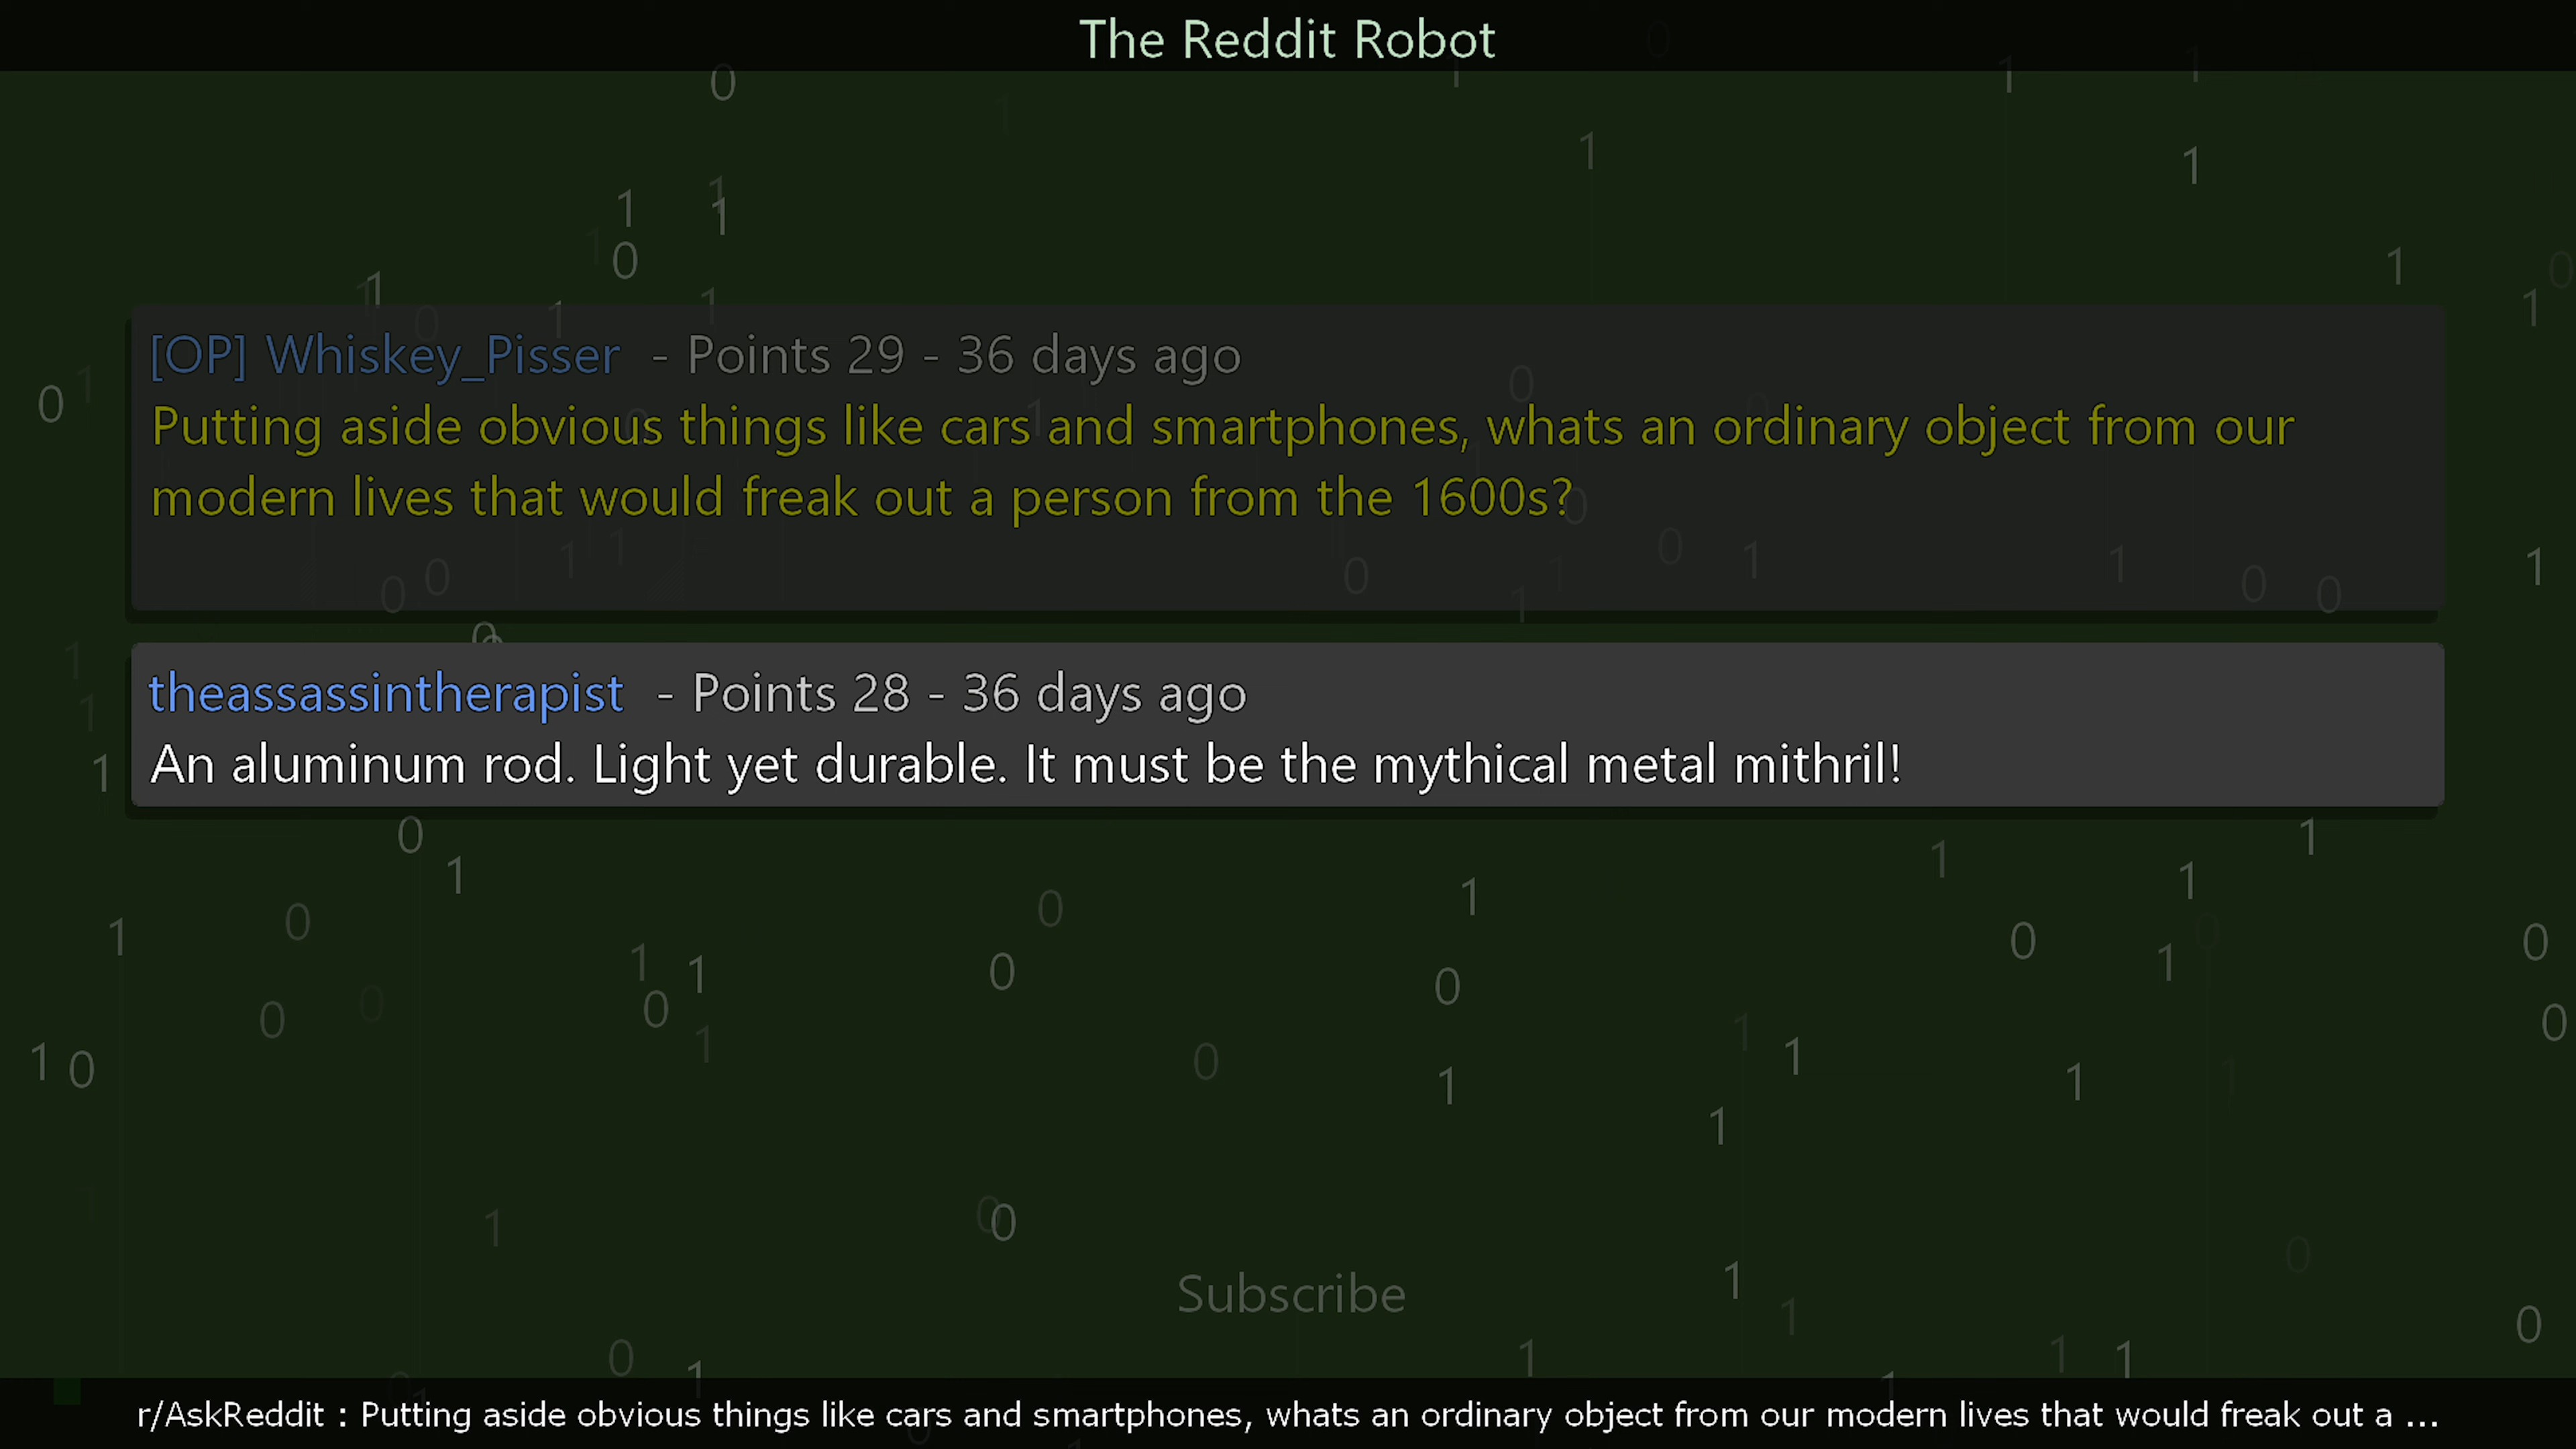 The Reddit Robot
[OP] Whiskey_Pisser - Points 29 - 36 days ago
Putting aside obvious things like cars and smartphones, whats an ordinary object from our
modern lives that would freak out a person from the 1600s?
theassassintherapist - Points 28 - 36 days ago
An aluminum rod. Light yet durable. It must be the mythical metal mithril!
Subscribe
r/AskReddit : Putting aside obvious things like cars and smartphones, whats an ordinary object from our modern lives that would freak out a ...